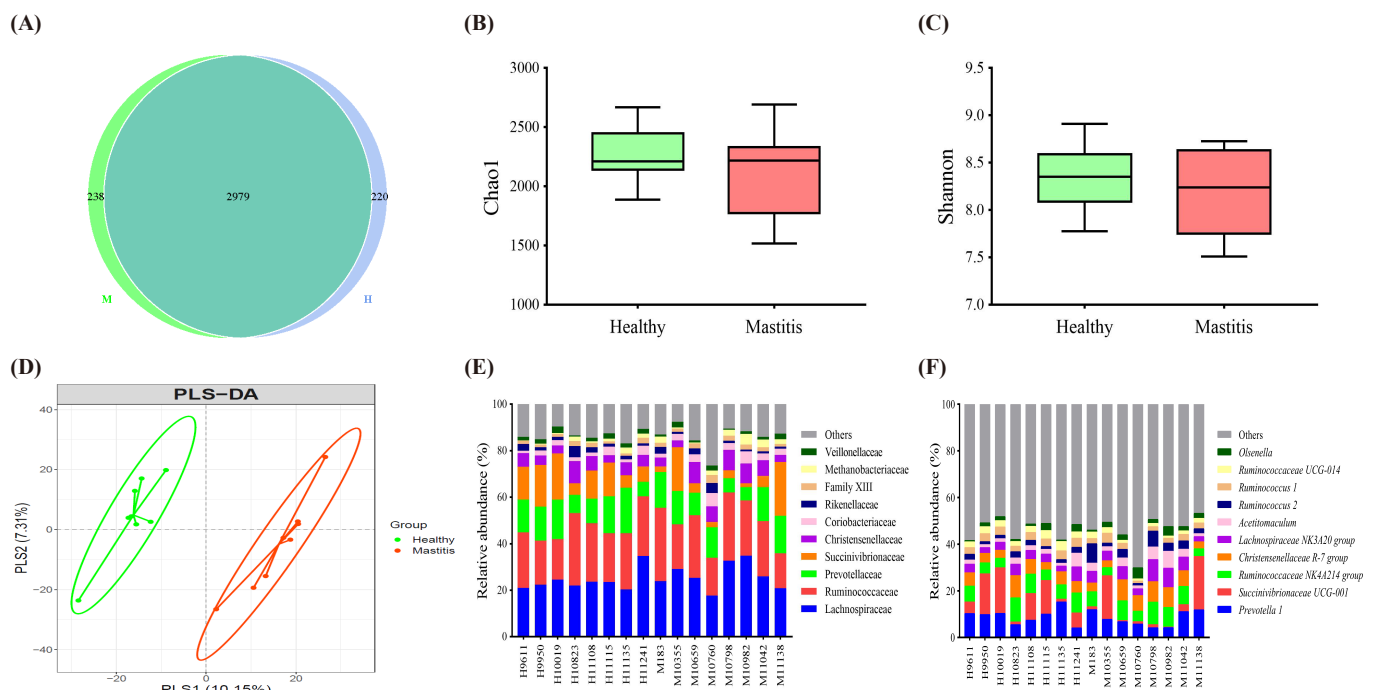 (A)
238
2979
220
M
H
(B)
3000
2500
2000
1500
1000
Chao1
Healthy
Mastitis
(C)
9.5
9.0
8.5
8.0
8.5
7.0
Shannon
Healthy
Mastitis
(D)
PLS-DA
40
20
0
−20
−40
PLS2 (7.31%)
−20
0
20
PLS1 (10.15%)
Group
Healthy
Mastitis
(E)
100
80
60
40
20
0
Relative abundance (%)
H9611
H9950
H10019
H10823
H11108
H11115
H11135
H11241
M183
M10355
M10659
M10760
M10798
M10982
M11042
M11138
Others
Veillonellaceae
Methanobacteriaceae
Family XIII
Rikenellaceae
Coriobacteriaceae
Christensenellaceae
Succinivibrionaceae
Prevotellaceae
Ruminococcaceae
Lachnospiraceae
(F)
100
80
60
40
20
0
Relative abundance (%)
H9611
H9950
H10019
H10823
H11108
H11115
H11135
H11241
M183
M10355
M10659
M10760
M10798
M10982
M11042
M11138
Others
Olsenella
Ruminococcaceae UCG-014
Ruminococcus 1
Ruminococcus 2
Acetitomaculum
Lachnospiraceae NK3A20 group
Christensenellaceae R-7 group
Ruminococcaceae NK4A214 group
Succinivibrionaceae UCG-001
Prevotella 1